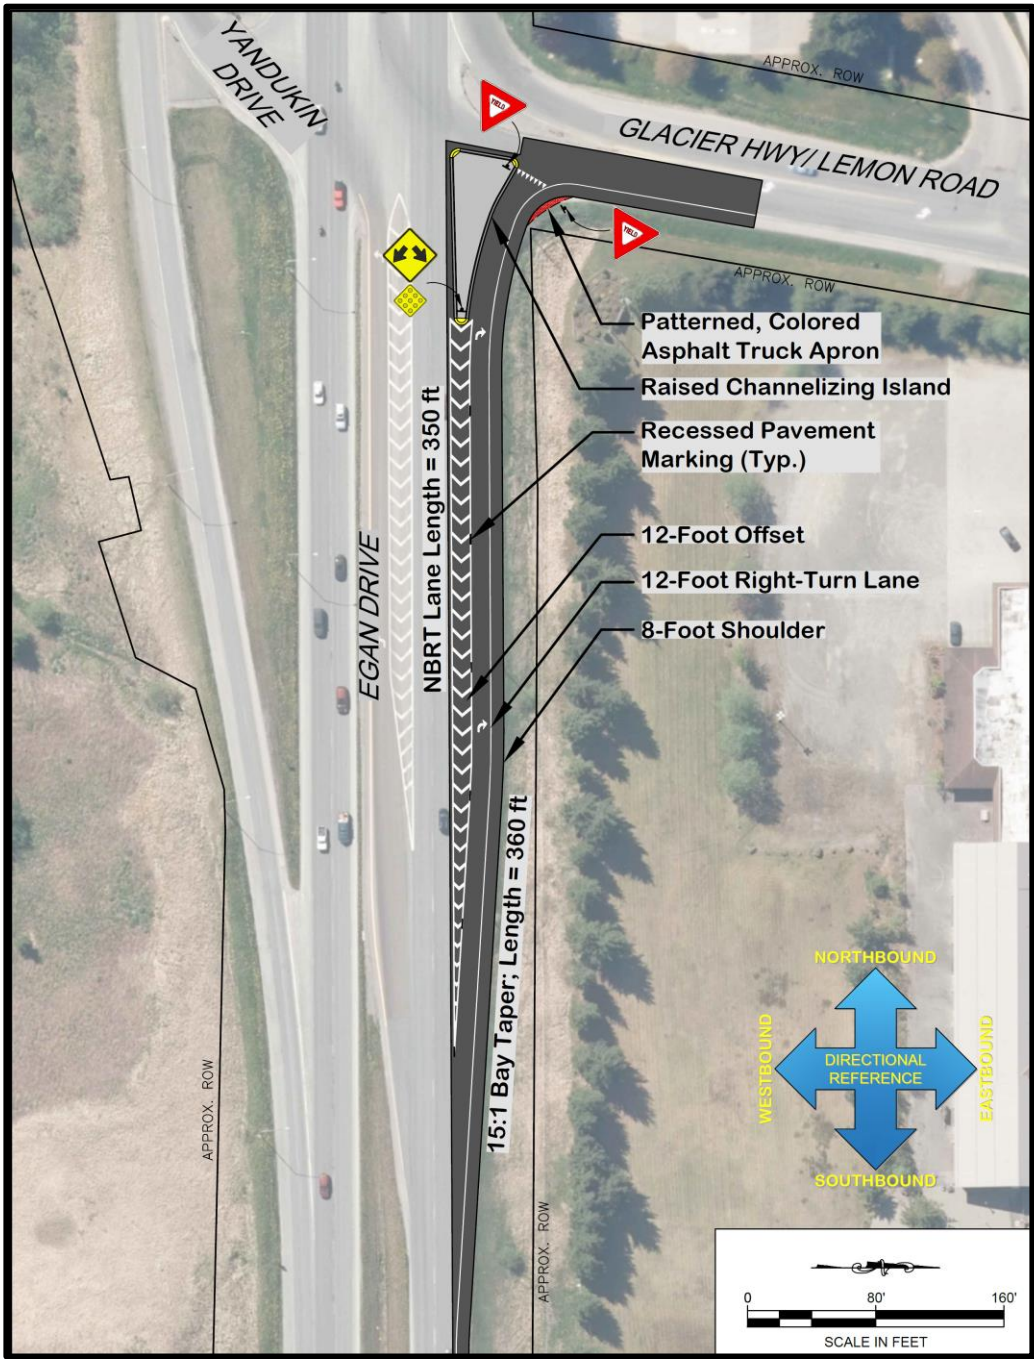 YANDUKIN
DRIVE
APPROX. ROW
YIELD
GLACIER HWY/ LEMON ROAD
YIELD
APPROX. ROW
Patterned, Colored
Asphalt Truck Apron
Raised Channelizing Island
Recessed Pavement
Marking (Typ.)
12-Foot Offset
12-Foot Right-Turn Lane
8-Foot Shoulder
NBRT Lane Length = 350 ft
EGAN DRIVE
15:1 Bay Taper; Length = 360 ft
NORTHBOUND
WESTBOUND
DIRECTIONAL
REFERENCE
EASTBOUND
SOUTHBOUND
APPROX. ROW
APPROX. ROW
0 80' 160'
SCALE IN FEET